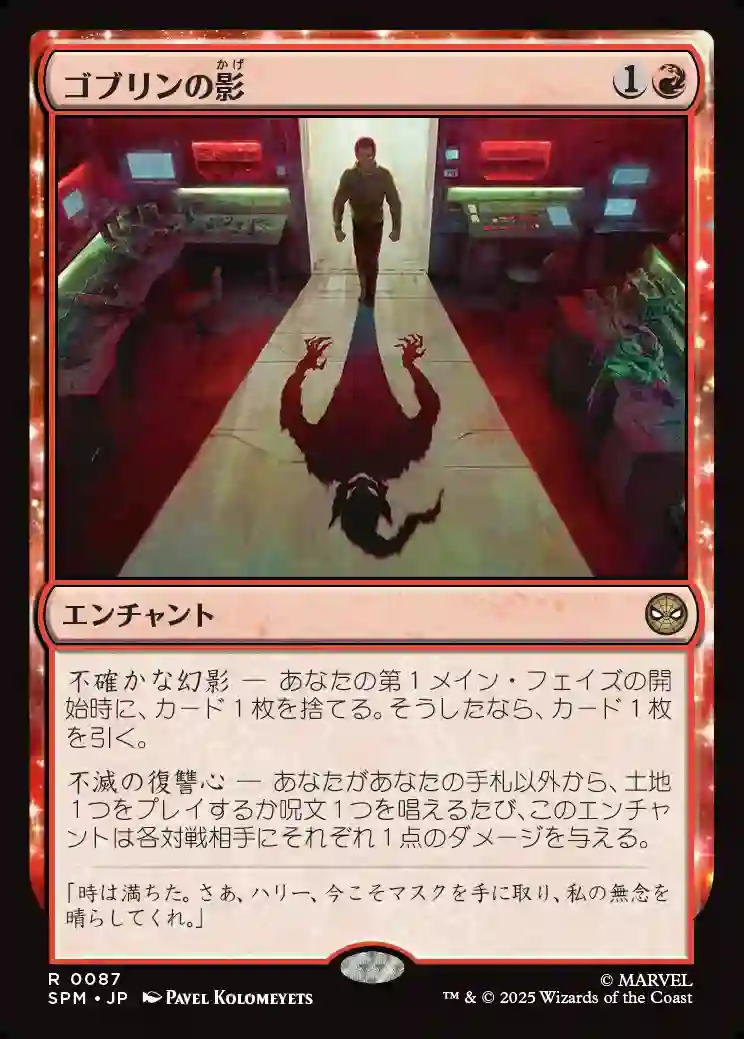 ゴブリンの影
かげ
1
エンチャント
不確かな幻影 — あなたの第1メイン・フェイズの開
始時に、カード1枚を捨てる。そうしたなら、カード1枚
を引く。
不滅の復讐心 — あなたがあなたの手札以外から、土地
1つをプレイするか呪文1つを唱えるたび、このエンチャ
ントは各対戦相手にそれぞれ1点のダメージを与える。
「時は満ちた。さあ、ハリー、今こそマスクを手に取り、私の無念を
晴らしてくれ。」
R 0087
SPM • JP PAVEL KOLOMEYETS
© MARVEL
™ & © 2025 Wizards of the Coast